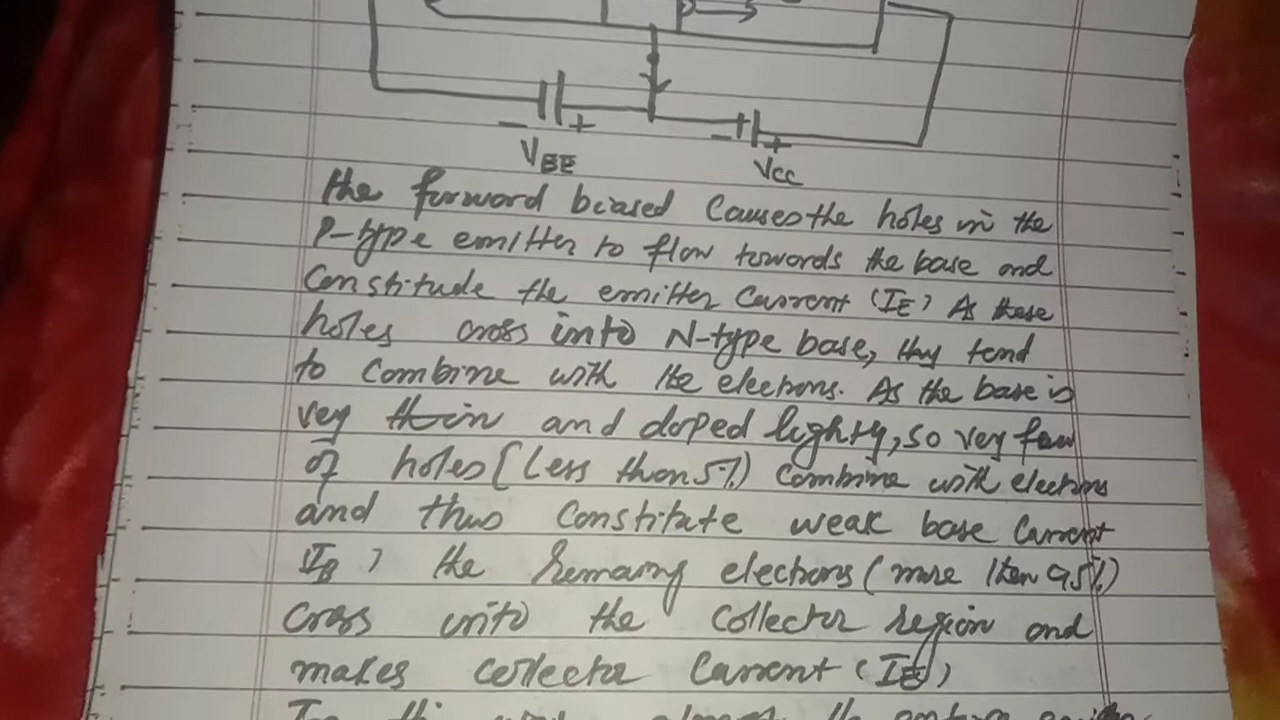 P
- +
VBE
- +
Vcc
the forward biased Causes the holes in the
P-type emitter to flow towards the base and
Constitude the emitter Current (IE) As these
holes cross into N-type base, they tend
to Combine with the electrons. As the base is
very thin and doped lighty, so very few
of holes (Less than 5%) Combine with electrons
and thus Constitate weak base Current
IB) the Remaing electrons (more then 95%)
Cross into the Collector region and
makes Collector Current (IE)